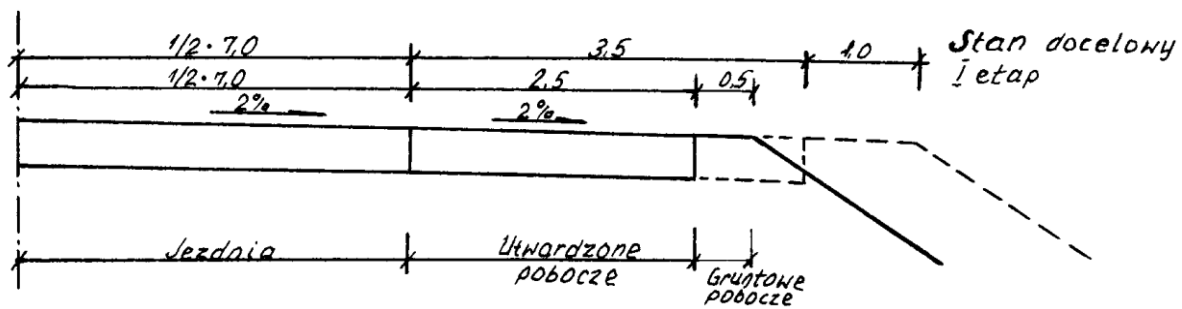 1/2·7,0 3,5 1,0 Stan docelowy
1/2·7,0 2,5 0,5 I etap
2% 2%
Jezdnia Utwardzone pobocze Gruntowe pobocze